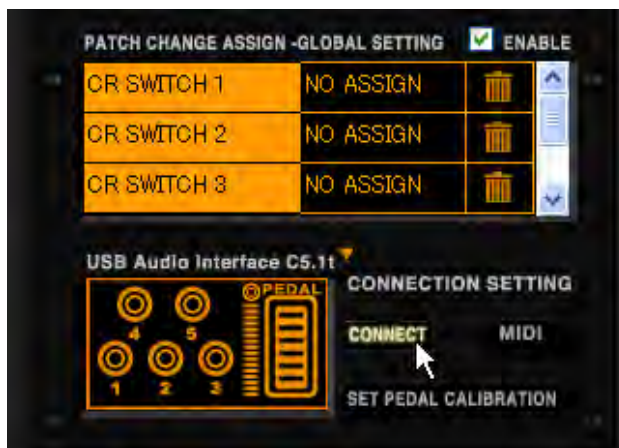 PATCH CHANGE ASSIGN -GLOBAL SETTING ENABLE
CR SWITCH 1 NO ASSIGN
CR SWITCH 2 NO ASSIGN
CR SWITCH 3 NO ASSIGN
USB Audio Interface C5.1t
CONNECTION SETTING
PEDAL
4 5
CONNECT MIDI
1 2 3
SET PEDAL CALIBRATION